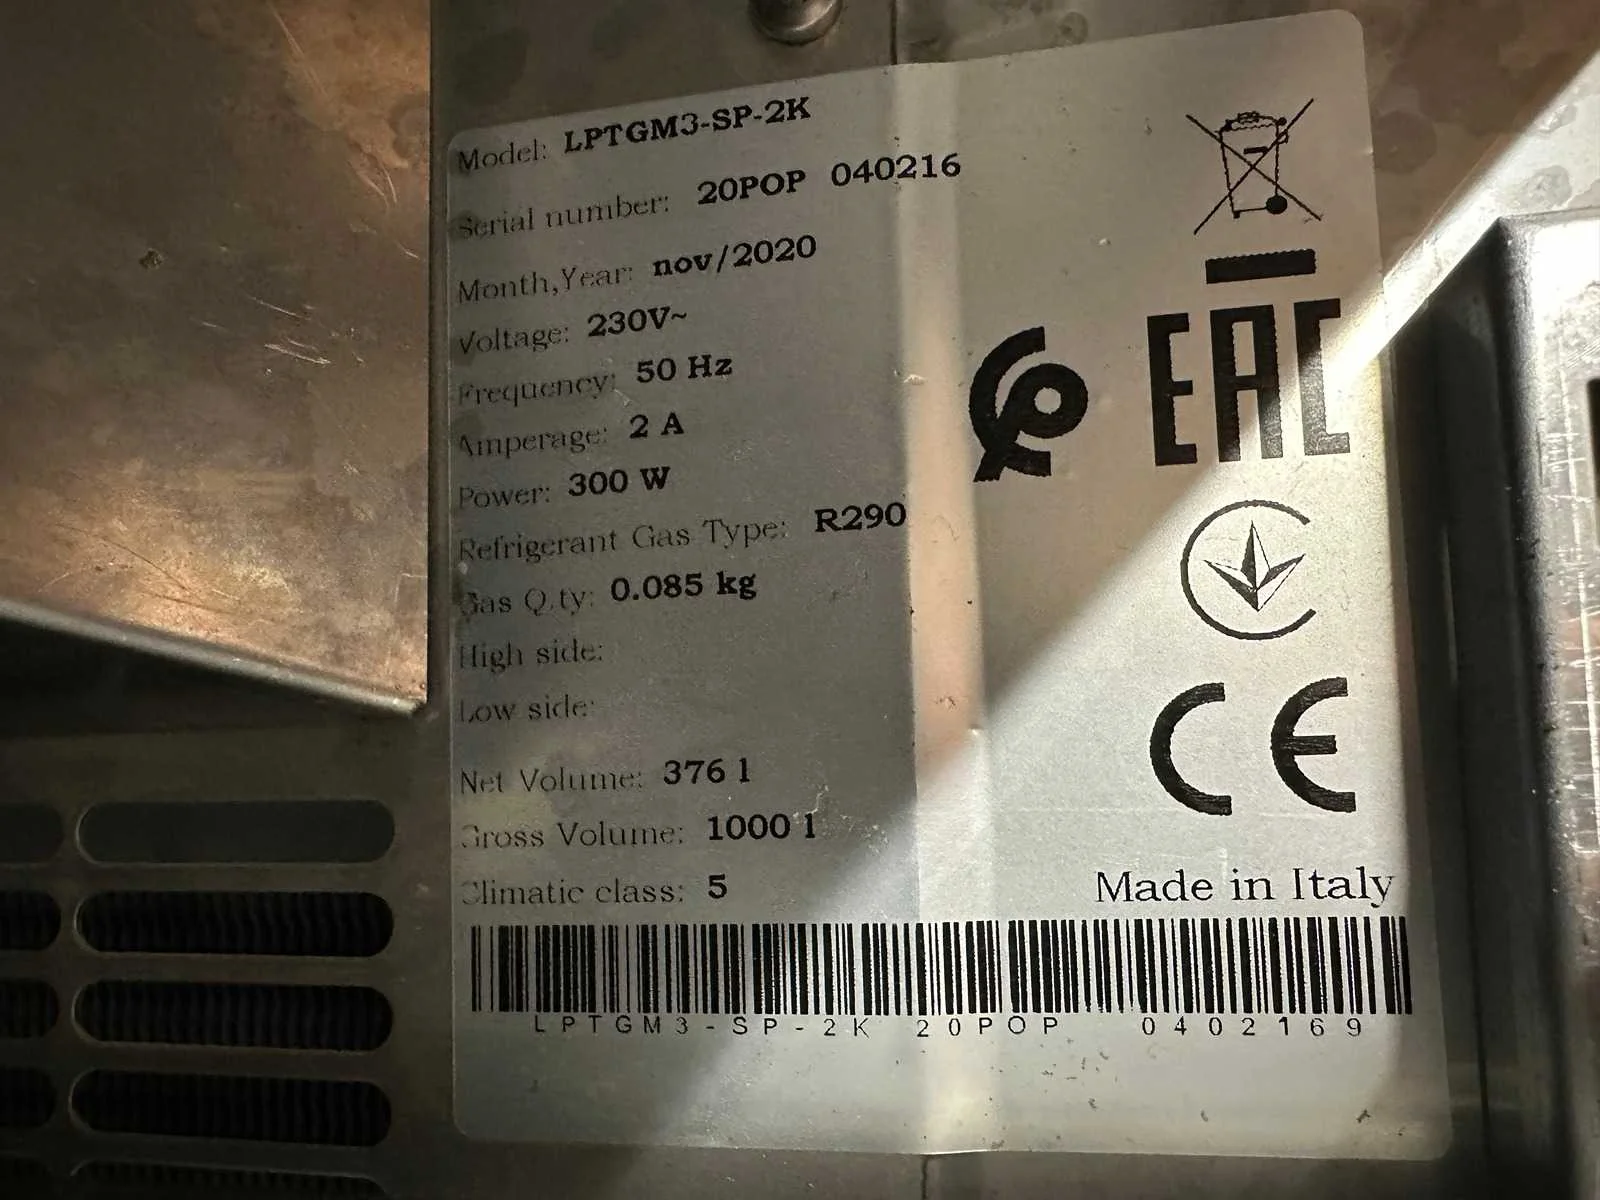 Model: LPTGM3-SP-2K
Serial number: 20POP 040216
Month,Year: nov/2020
Voltage: 230V~
Frequency: 50 Hz
Amperage: 2 A
Power: 300 W
Refrigerant Gas Type: R290
Gas Q.ty: 0.085 kg
High side:
Low side:
Net Volume: 376 l
Gross Volume: 1000 l
Climatic class: 5
EAC
CE
Made in Italy
LPTGM3-SP-2K 20POP 0402169